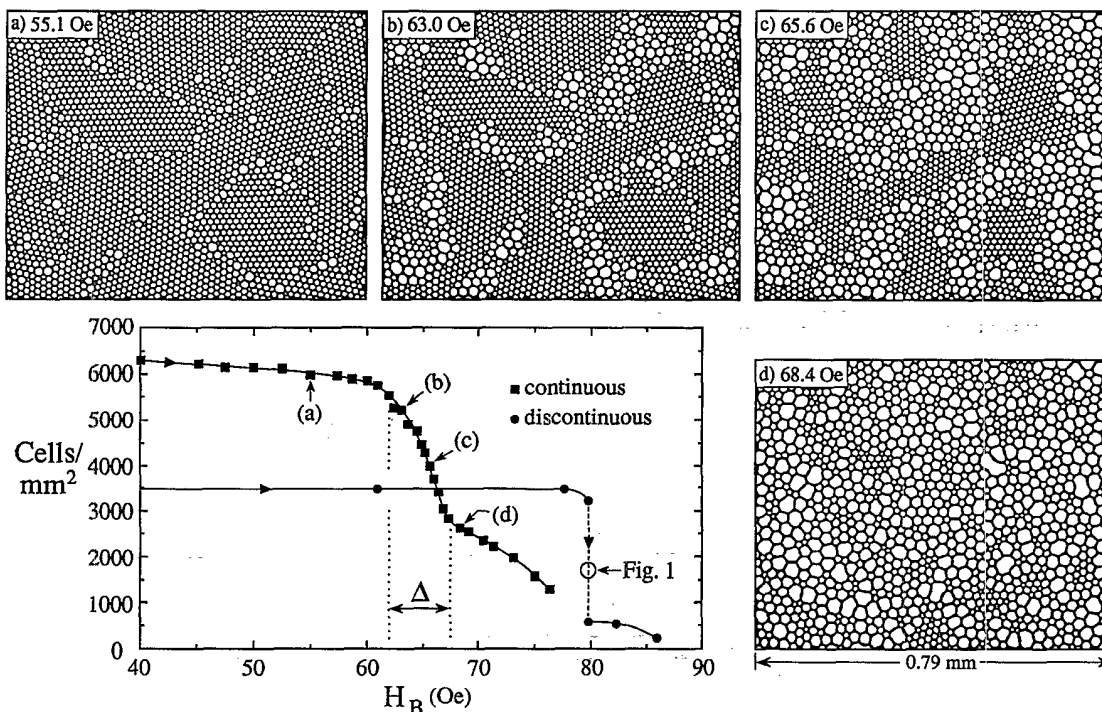 a) 55.1 Oe
b) 63.0 Oe
c) 65.6 Oe
7000
6000
5000
4000
3000
2000
1000
0
Cells/
mm²
(a)
(b)
(c)
(d)
■ continuous
● discontinuous
Fig. 1
Δ
40
50
60
70
80
90
H_B (Oe)
d) 68.4 Oe
0.79 mm